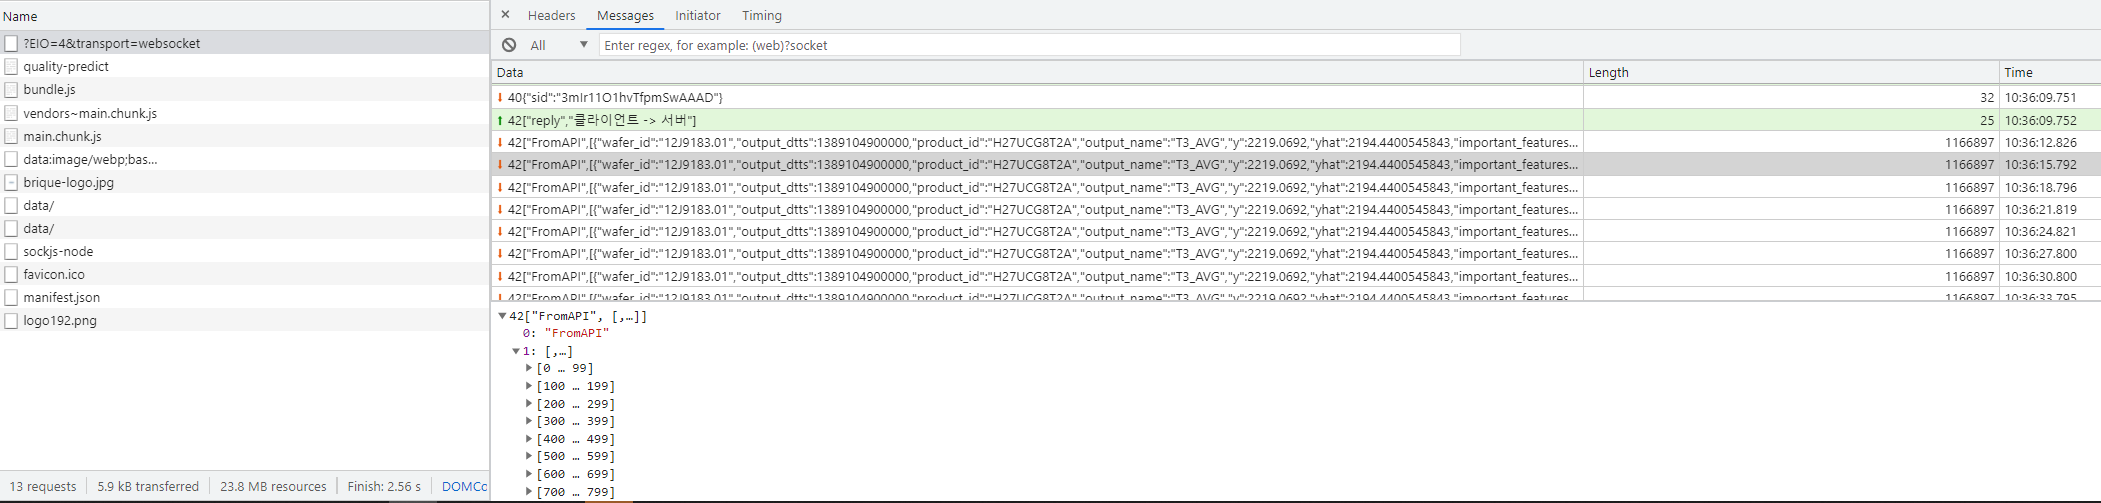 Name
?EIO=4&transport=websocket
quality-predict
bundle.js
vendors~main.chunk.js
main.chunk.js
data:image/webp;bas...
brique-logo.jpg
data/
data/
sockjs-node
favicon.ico
manifest.json
logo192.png
13 requests 5.9 kB transferred 23.8 MB resources Finish: 2.56 s DOMCo
× Headers Messages Initiator Timing
All Enter regex, for example: (web)?socket
Data Length Time
40{"sid":"3mIr11O1hvTfpmSwAAAD"} 32 10:36:09.751
42["reply","클라이언트 -> 서버"] 25 10:36:09.752
42["FromAPI",[{"wafer_id":"12J9183.01","output_dtts":1389104900000,"product_id":"H27UCG8T2A","output_name":"T3_AVG","y":2219.0692,"yhat":2194.4400545843,"important_features... 1166897 10:36:12.826
42["FromAPI",[{"wafer_id":"12J9183.01","output_dtts":1389104900000,"product_id":"H27UCG8T2A","output_name":"T3_AVG","y":2219.0692,"yhat":2194.4400545843,"important_features... 1166897 10:36:15.792
42["FromAPI",[{"wafer_id":"12J9183.01","output_dtts":1389104900000,"product_id":"H27UCG8T2A","output_name":"T3_AVG","y":2219.0692,"yhat":2194.4400545843,"important_features... 1166897 10:36:18.796
42["FromAPI",[{"wafer_id":"12J9183.01","output_dtts":1389104900000,"product_id":"H27UCG8T2A","output_name":"T3_AVG","y":2219.0692,"yhat":2194.4400545843,"important_features... 1166897 10:36:21.819
42["FromAPI",[{"wafer_id":"12J9183.01","output_dtts":1389104900000,"product_id":"H27UCG8T2A","output_name":"T3_AVG","y":2219.0692,"yhat":2194.4400545843,"important_features... 1166897 10:36:24.821
42["FromAPI",[{"wafer_id":"12J9183.01","output_dtts":1389104900000,"product_id":"H27UCG8T2A","output_name":"T3_AVG","y":2219.0692,"yhat":2194.4400545843,"important_features... 1166897 10:36:27.800
42["FromAPI",[{"wafer_id":"12J9183.01","output_dtts":1389104900000,"product_id":"H27UCG8T2A","output_name":"T3_AVG","y":2219.0692,"yhat":2194.4400545843,"important_features... 1166897 10:36:30.800
42["FromAPI",[{"wafer_id":"12J9183.01","output_dtts":1389104900000,"product_id":"H27UCG8T2A","output_name":"T3_AVG","y":2219.0692,"yhat":2194.4400545843,"important_features... 1166897 10:36:33.795
42["FromAPI", [,…]]
0: "FromAPI"
1: [,…]
[0 … 99]
[100 … 199]
[200 … 299]
[300 … 399]
[400 … 499]
[500 … 599]
[600 … 699]
[700 … 799]